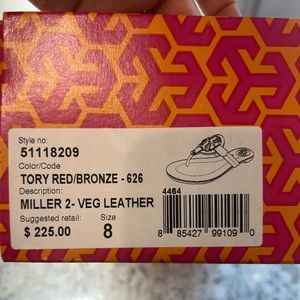 Style no:
51118209
Color/Code
TORY RED/BRONZE - 626
Description:
MILLER 2- VEG LEATHER
Suggested retail: Size
$ 225.00 8
4464
8 85427 99109 0